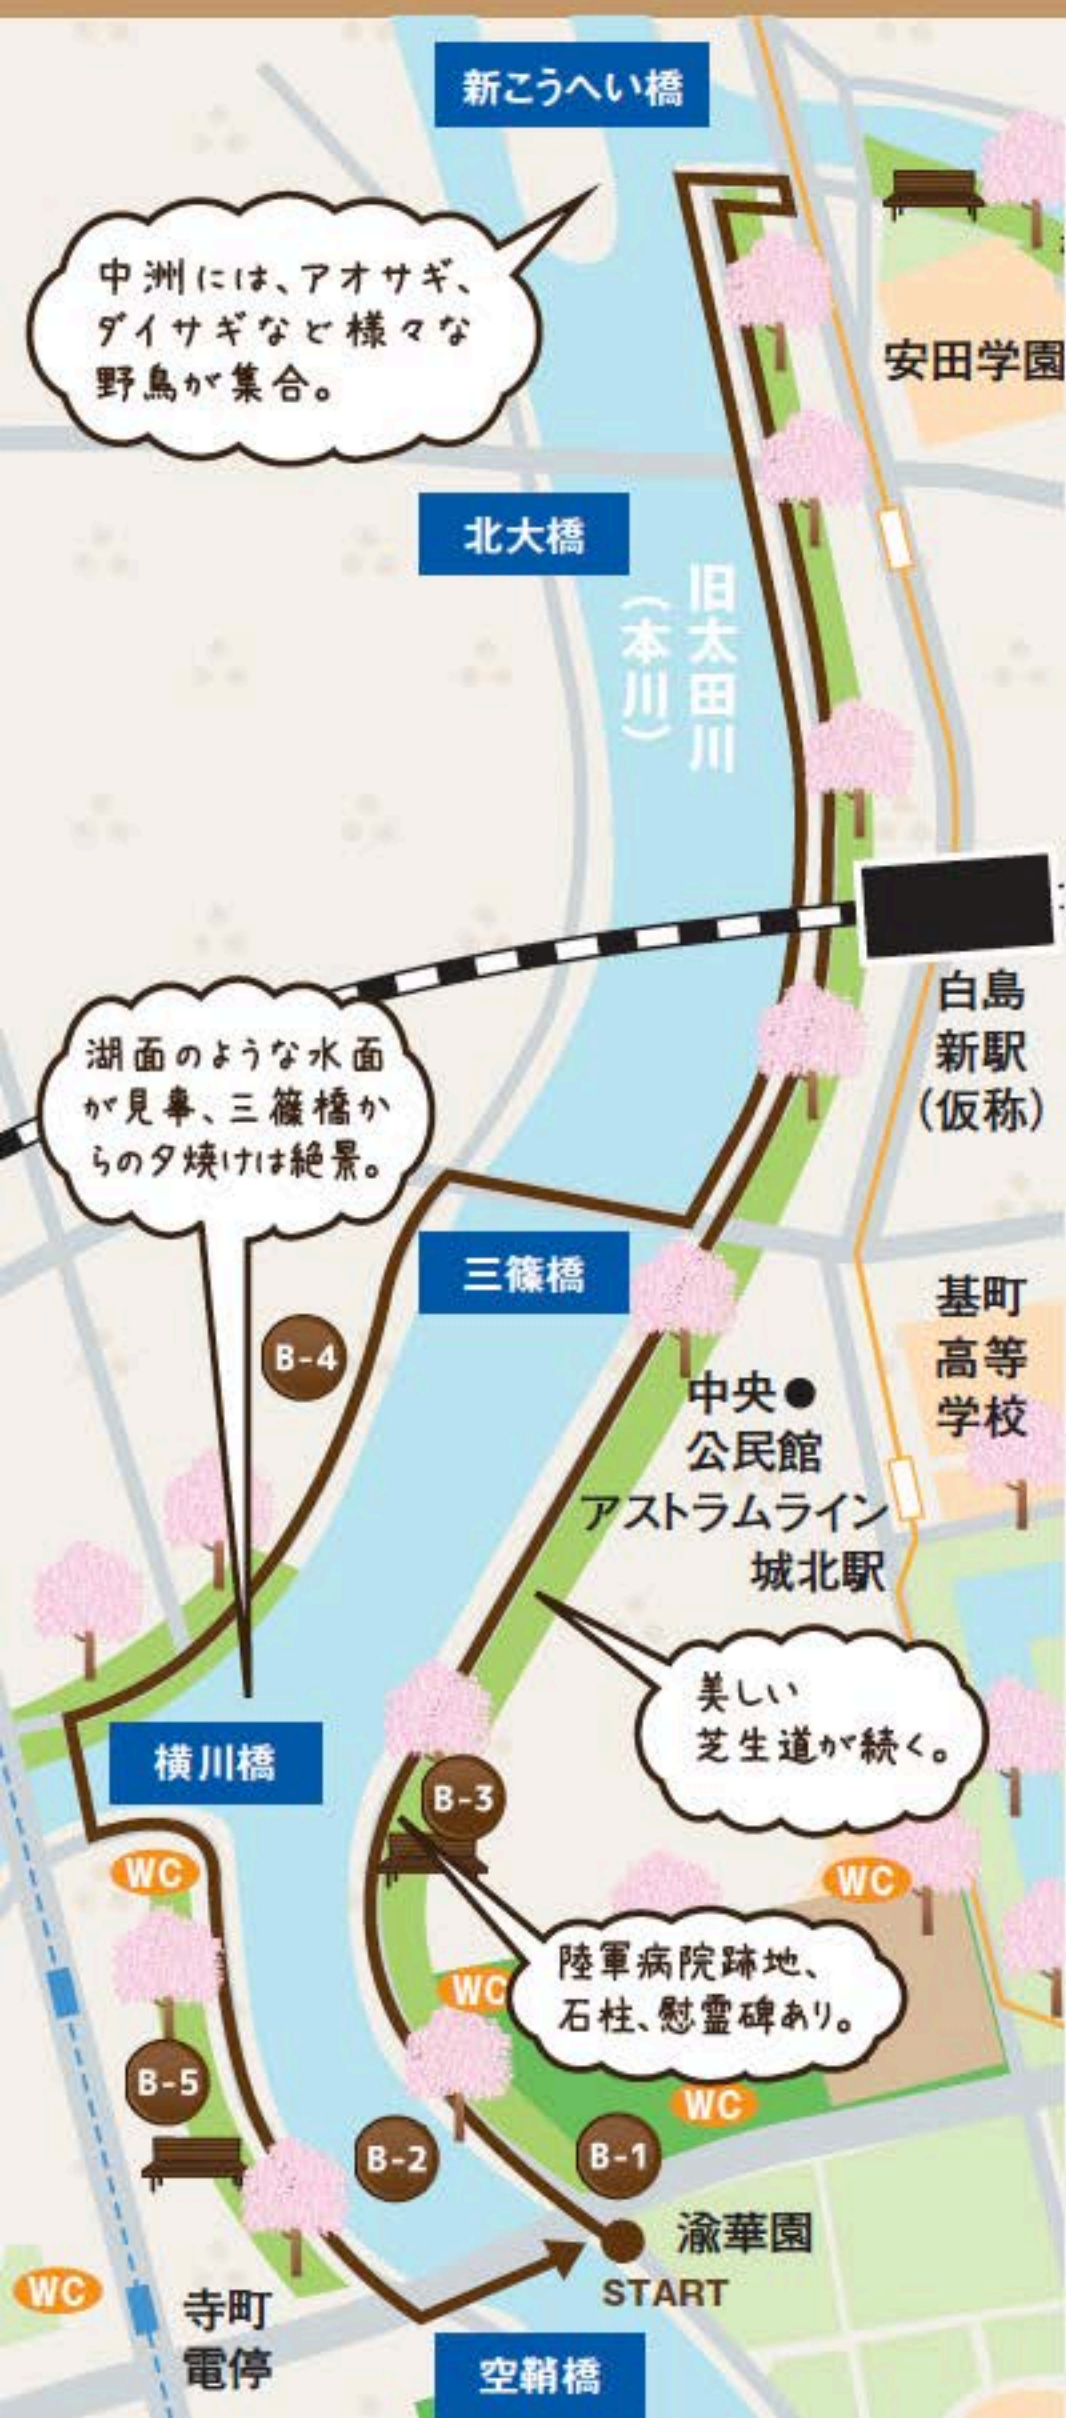 新こうへい橋
中洲には、アオサギ、
ダイサギなど様々な
野鳥が集合。
安田学園
北大橋
旧太田川
（本川）
白島
新駅
（仮称）
湖面のような水面
が見事、三篠橋か
らの夕焼けは絶景。
三篠橋
基町
高等
学校
B-4
中央●
公民館
アストラムライン
城北駅
美しい
芝生道が続く。
横川橋
B-3
WC
WC
陸軍病院跡地、
石柱、慰霊碑あり。
WC
B-5
WC
B-2
B-1
渝華園
START
WC
寺町
電停
空鞘橋